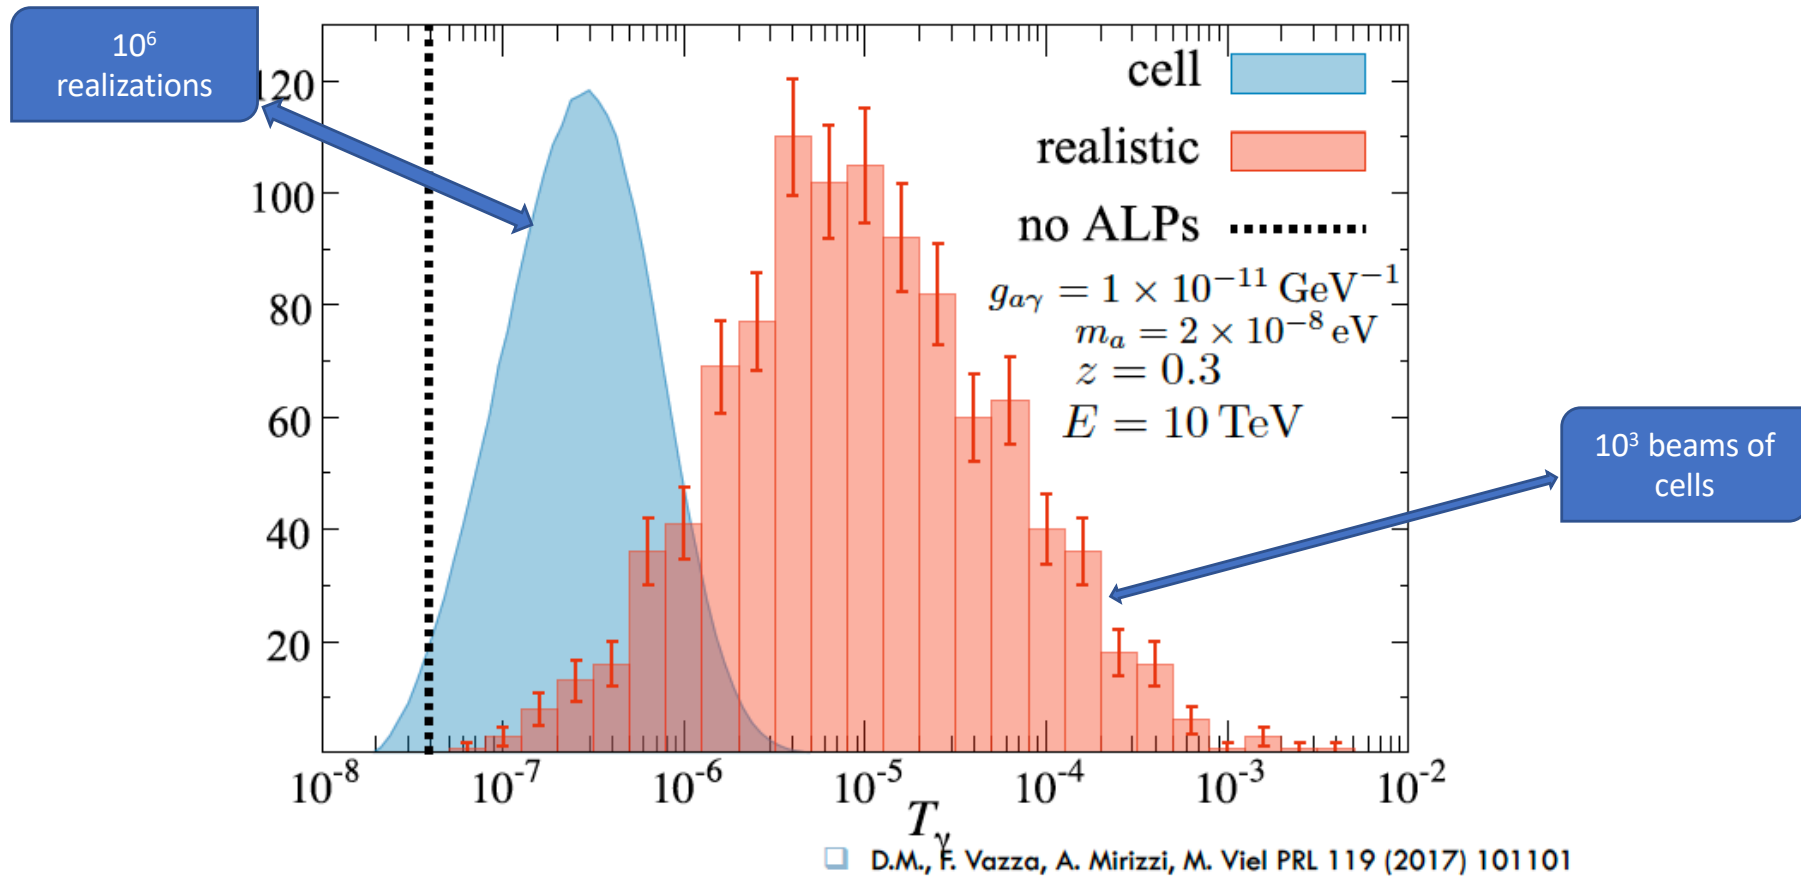 10⁶
realizations
120
100
80
60
40
20
cell
realistic
no ALPs
g_{aγ} = 1 × 10⁻¹¹ GeV⁻¹
m_a = 2 × 10⁻⁸ eV
z = 0.3
E = 10 TeV
10³ beams of
cells
10⁻⁸ 10⁻⁷ 10⁻⁶ 10⁻⁵ 10⁻⁴ 10⁻³ 10⁻²
T_γ
D.M., F. Vazza, A. Mirizzi, M. Viel PRL 119 (2017) 101101